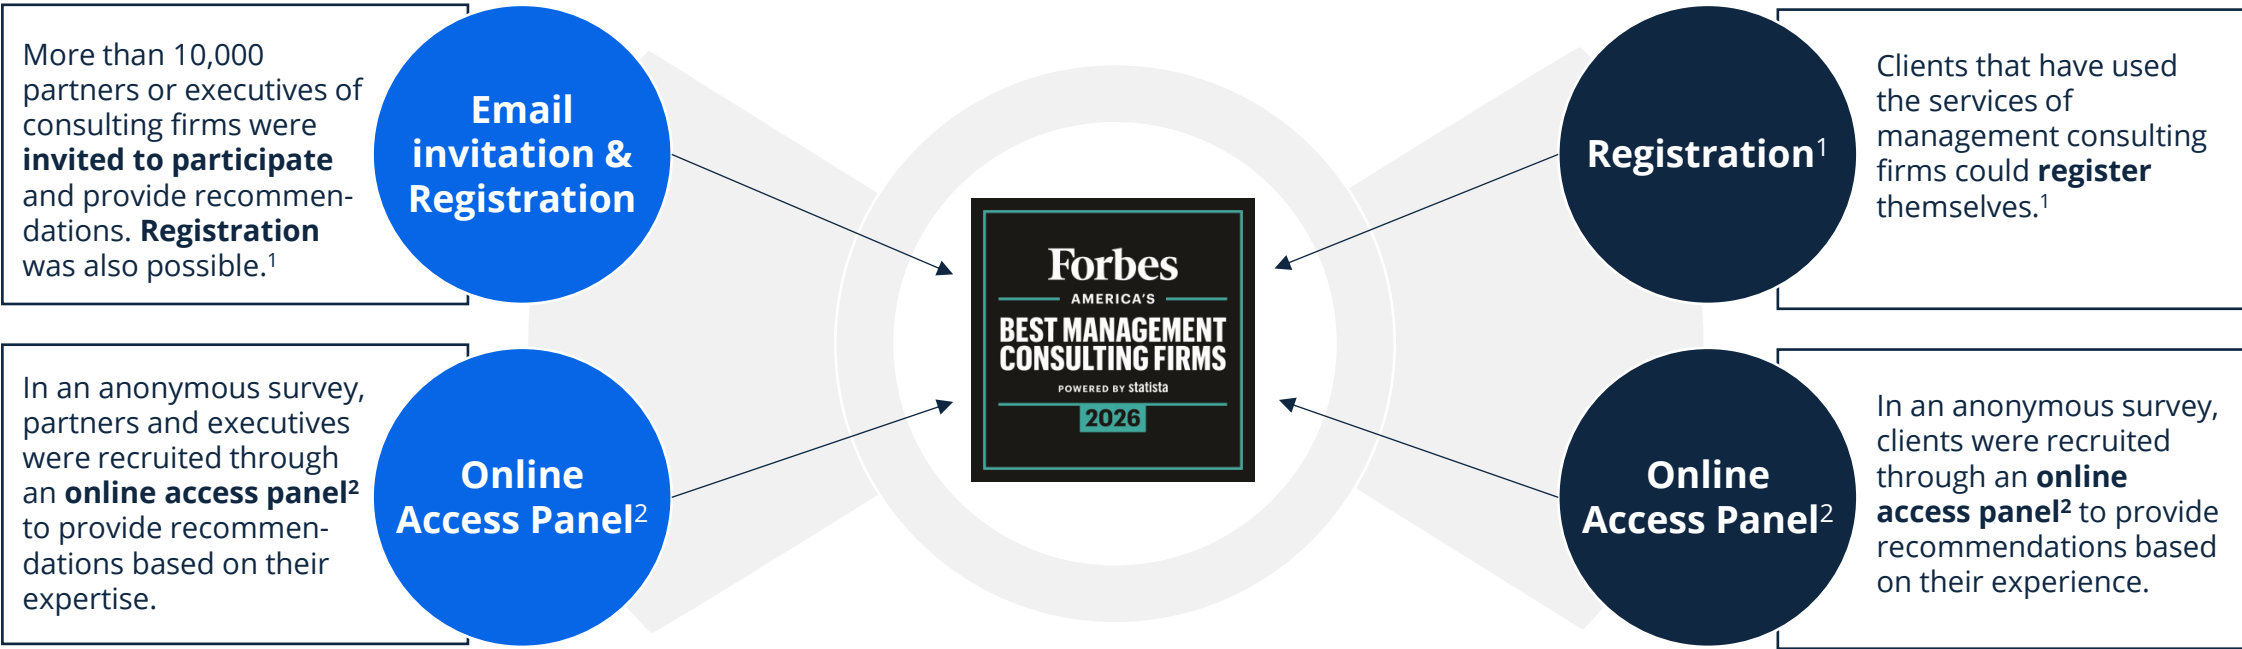 More than 10,000
partners or executives of
consulting firms were
invited to participate
and provide recommen-
dations. Registration
was also possible.¹
Email
invitation &
Registration
In an anonymous survey,
partners and executives
were recruited through
an online access panel²
to provide recommen-
dations based on their
expertise.
Online
Access Panel²
Forbes
AMERICA'S
BEST MANAGEMENT
CONSULTING FIRMS
POWERED BY statista
2026
Registration¹
Clients that have used
the services of
management consulting
firms could register
themselves.¹
Online
Access Panel²
In an anonymous survey,
clients were recruited
through an online
access panel² to provide
recommendations based
on their experience.